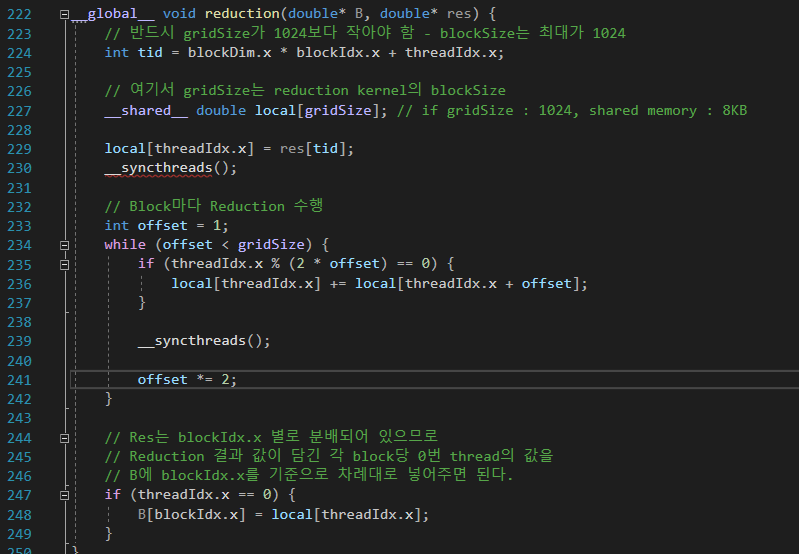 222 __global__ void reduction(double* B, double* res) {
223 // 반드시 gridSize가 1024보다 작아야 함 - blockSize는 최대가 1024
224 int tid = blockDim.x * blockIdx.x + threadIdx.x;
225
226 // 여기서 gridSize는 reduction kernel의 blockSize
227 __shared__ double local[gridSize]; // if gridSize : 1024, shared memory : 8KB
228
229 local[threadIdx.x] = res[tid];
230 __syncthreads();
231
232 // Block마다 Reduction 수행
233 int offset = 1;
234 while (offset < gridSize) {
235 if (threadIdx.x % (2 * offset) == 0) {
236 local[threadIdx.x] += local[threadIdx.x + offset];
237 }
238
239 __syncthreads();
240
241 offset *= 2;
242 }
243
244 // Res는 blockIdx.x 별로 분배되어 있으므로
245 // Reduction 결과 값이 담긴 각 block당 0번 thread의 값을
246 // B에 blockIdx.x를 기준으로 차례대로 넣어주면 된다.
247 if (threadIdx.x == 0) {
248 B[blockIdx.x] = local[threadIdx.x];
249 }
250 }